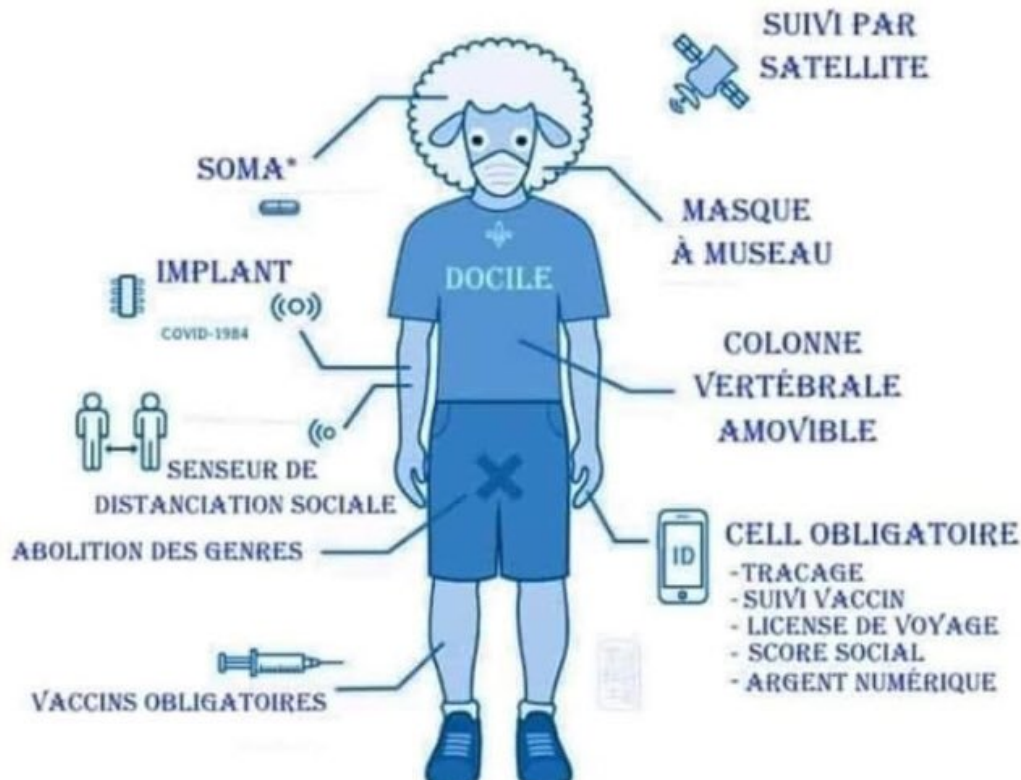 SUIVI PAR
SATELLITE
SOMA*
MASQUE
À MUSEAU
IMPLANT
COVID-1984
DOCILE
COLONNE
VERTÉBRALE
AMOVIBLE
SENSEUR DE
DISTANCIATION SOCIALE
ABOLITION DES GENRES
ID
CELL OBLIGATOIRE
- TRACAGE
- SUIVI VACCIN
- LICENSE DE VOYAGE
- SCORE SOCIAL
- ARGENT NUMÉRIQUE
VACCINS OBLIGATOIRES